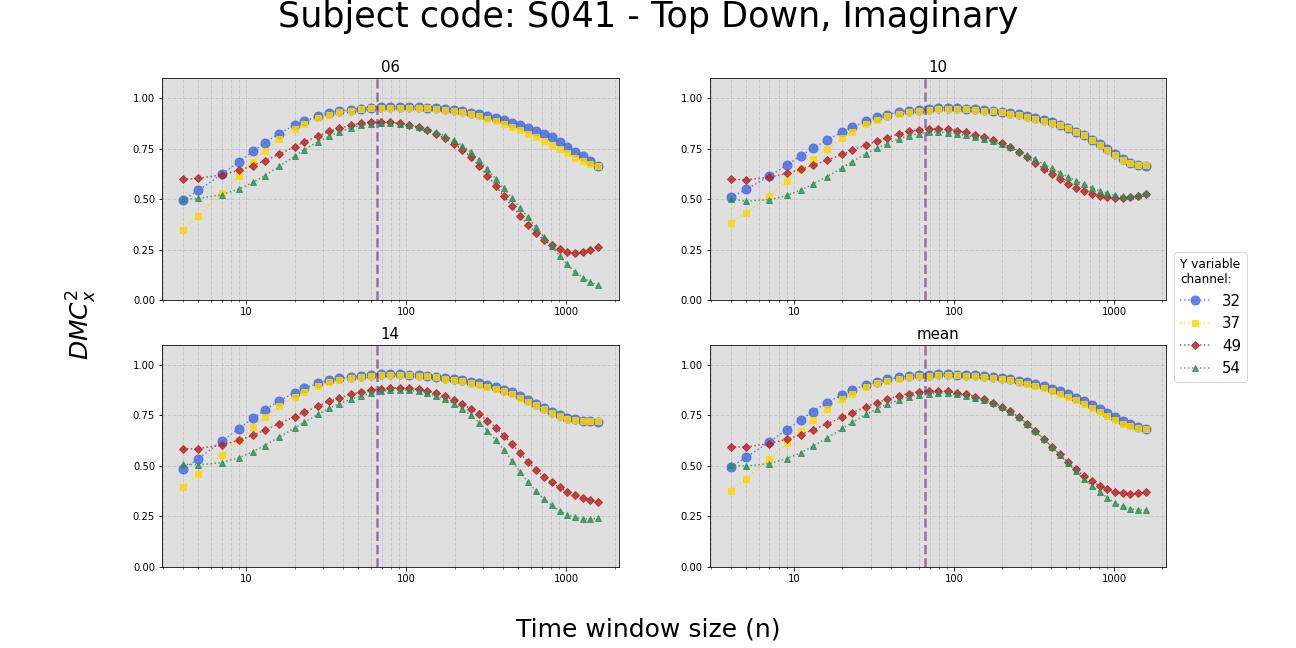 Subject code: S041 - Top Down, Imaginary
06
1.00
0.75
0.50
0.25
0.00
10 100 1000
10
1.00
0.75
0.50
0.25
0.00
10 100 1000
14
1.00
0.75
0.50
0.25
0.00
10 100 1000
mean
1.00
0.75
0.50
0.25
0.00
10 100 1000
DMC²ₓ
Y variable
channel:
32
37
49
54
Time window size (n)